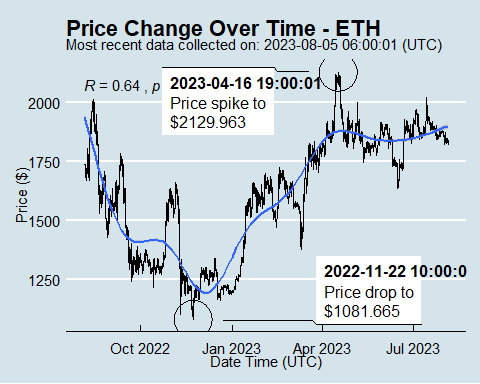 Price Change Over Time - ETH
Most recent data collected on: 2023-08-05 06:00:01 (UTC)
R = 0.64 , p
2023-04-16 19:00:01
Price spike to
$2129.963
2000
1750
1500
1250
Price ($)
2022-11-22 10:00:0
Price drop to
$1081.665
Oct 2022
Jan 2023
Apr 2023
Jul 2023
Date Time (UTC)